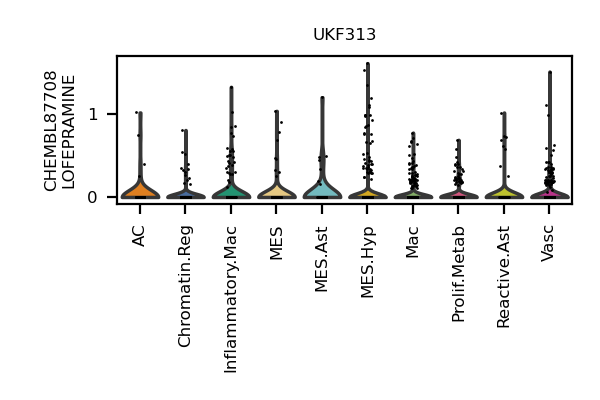 UKF313
CHEMBL87708
LOFEPRAMINE
1
0
AC
Chromatin.Reg
Inflammatory.Mac
MES
MES.Ast
MES.Hyp
Mac
Prolif.Metab
Reactive.Ast
Vasc